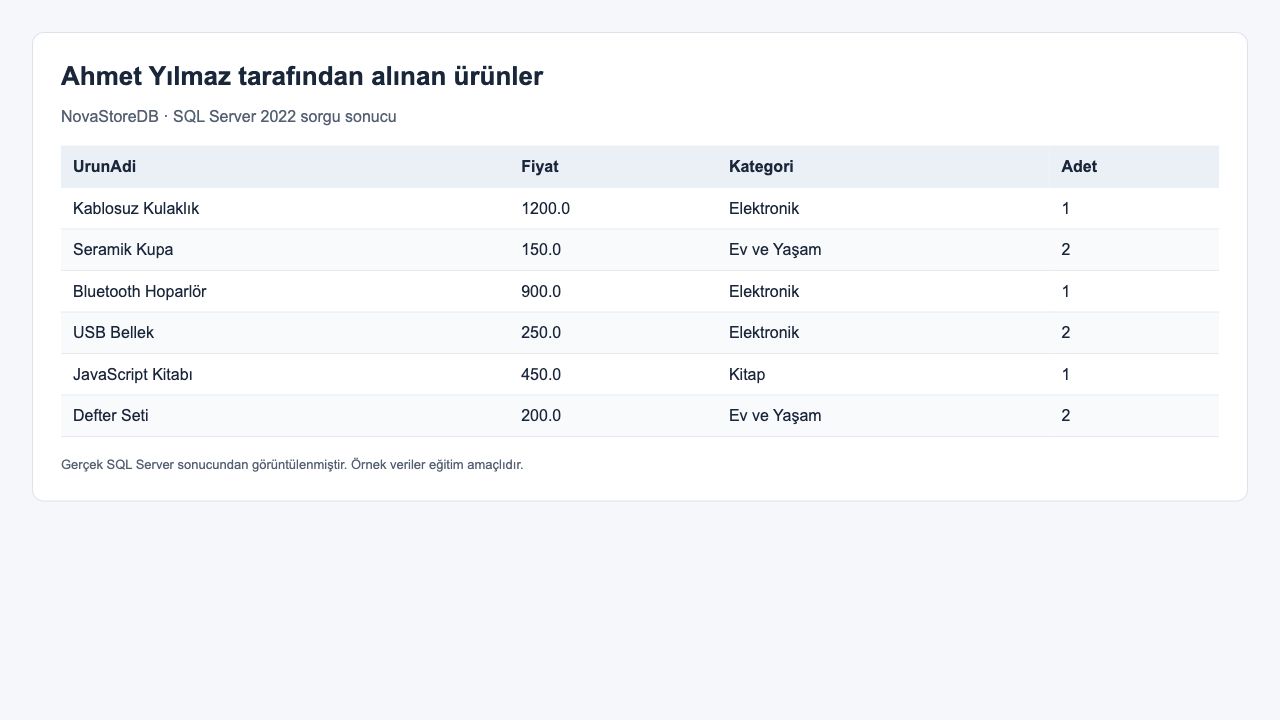 Ahmet Yılmaz tarafından alınan ürünler
NovaStoreDB · SQL Server 2022 sorgu sonucu
UrunAdi Fiyat Kategori Adet
Kablosuz Kulaklık 1200.0 Elektronik 1
Seramik Kupa 150.0 Ev ve Yaşam 2
Bluetooth Hoparlör 900.0 Elektronik 1
USB Bellek 250.0 Elektronik 2
JavaScript Kitabı 450.0 Kitap 1
Defter Seti 200.0 Ev ve Yaşam 2
Gerçek SQL Server sonucundan görüntülenmiştir. Örnek veriler eğitim amaçlıdır.